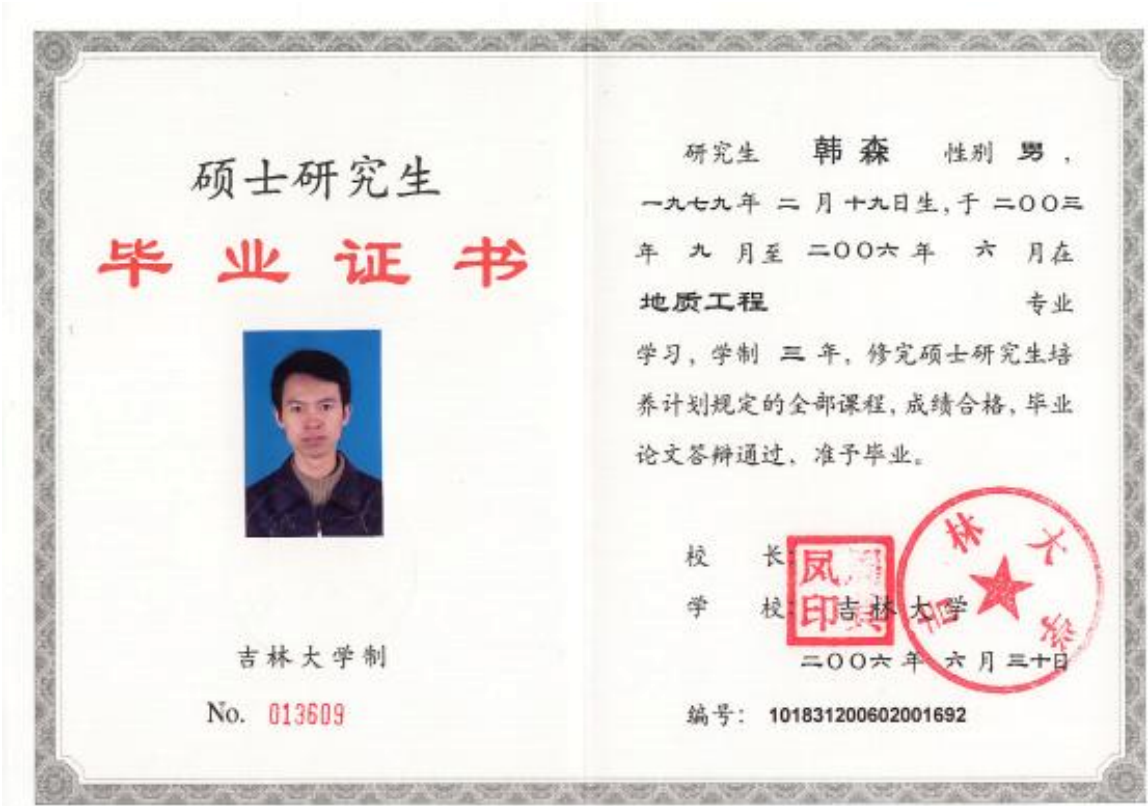 硕士研究生
毕业证书
吉林大学制
No. 013609
研究生 韩森 性别 男,
一九七九年 二 月十九日生,于 二〇〇三
年 九 月至 二〇〇六年 六 月在
地质工程 专业
学习,学制 三 年,修完硕士研究生培
养计划规定的全部课程,成绩合格,毕业
论文答辩通过,准予毕业。
校 长:
凤
印
学 校: 吉林大学
吉林大学
二〇〇六年 六 月三十日
编号: 101831200602001692